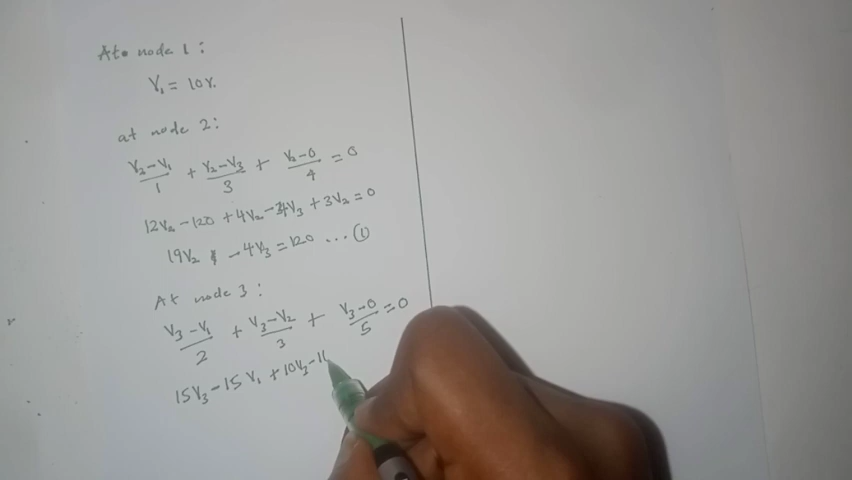 At node 1:
V₁ = 10V.
at node 2:
(V₂-V₁)/1 + (V₂-V₃)/3 + (V₂-0)/4 = 0
12V₂ - 120 + 4V₂ - 4V₃ + 3V₂ = 0
19V₂ - 4V₃ = 120 ... (1)
At node 3:
(V₃-V₁)/2 + (V₃-V₂)/3 + (V₃-0)/5 = 0
15V₃ - 15V₁ + 10V₃ - 1